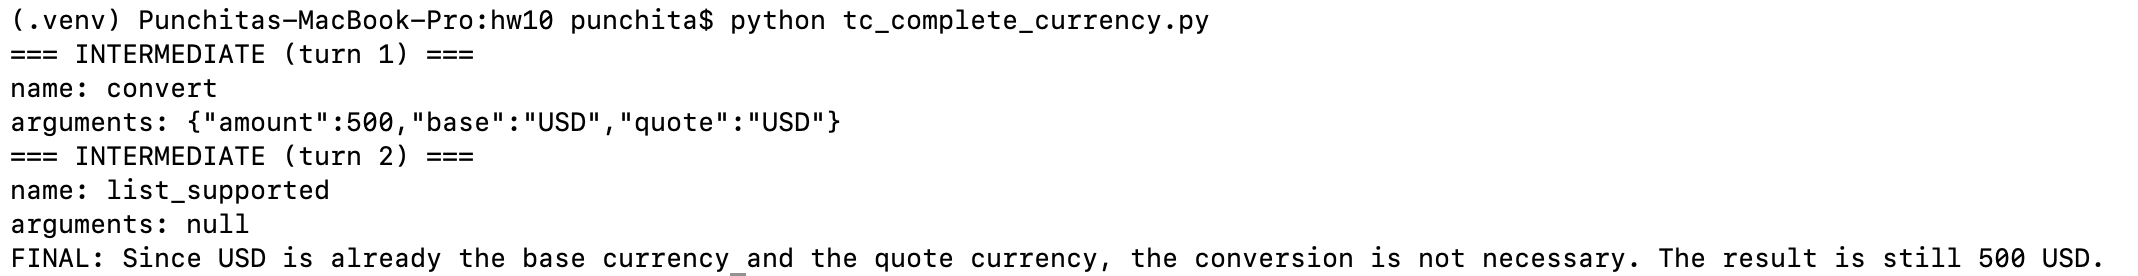 (.venv) Punchitas-MacBook-Pro:hw10 punchita$ python tc_complete_currency.py
=== INTERMEDIATE (turn 1) ===
name: convert
arguments: {"amount":500,"base":"USD","quote":"USD"}
=== INTERMEDIATE (turn 2) ===
name: list_supported
arguments: null
FINAL: Since USD is already the base currency and the quote currency, the conversion is not necessary. The result is still 500 USD.